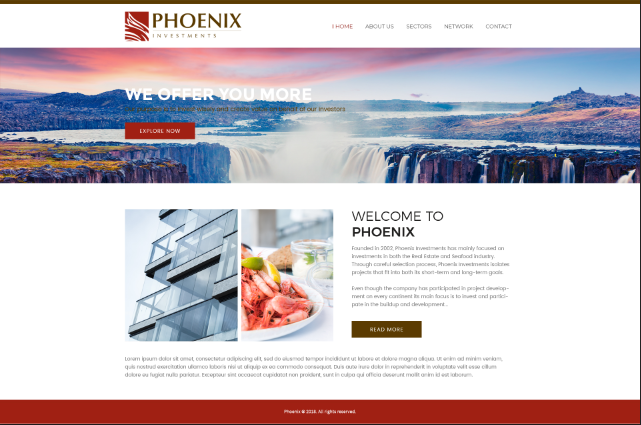 PHOENIX
INVESTMENTS
HOME ABOUT US SECTORS NETWORK CONTACT
WE OFFER YOU MORE
of our investors
EXPLORE NOW
WELCOME TO
PHOENIX
Founded in 2002, Phoenix Investments has mainly focused on
investments in both the Real Estate and Seafood industry.
Through careful selection process, Phoenix Investments isolates
projects that fit into both its short-term and long-term goals.
Even though the company has participated in project develop-
ment on every continent its main focus is to invest and partici-
pate in the buildup and development...
READ MORE
Lorem ipsum dolor sit amet, consectetur adipiscing elit, sed do eiusmod tempor incididunt ut labore et dolore magna aliqua. Ut enim ad minim veniam,
quis nostrud exercitation ullamco laboris nisi ut aliquip ex ea commodo consequat. Duis aute irure dolor in reprehenderit in voluptate velit esse cillum
dolore eu fugiat nulla pariatur. Excepteur sint occaecat cupidatat non proident, sunt in culpa qui officia deserunt mollit anim id est laborum.
Phoenix © 2018. All rights reserved.